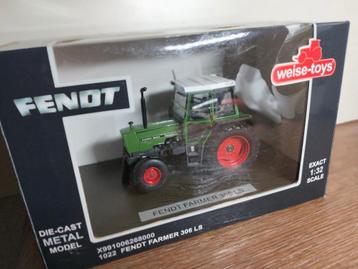 FENDT
weise-toys
FENDT FARMER 306 LS
DIE-CAST
METAL
MODEL
X991006268000
1022 FENDT FARMER 306 LS
EXACT
1:32
SCALE